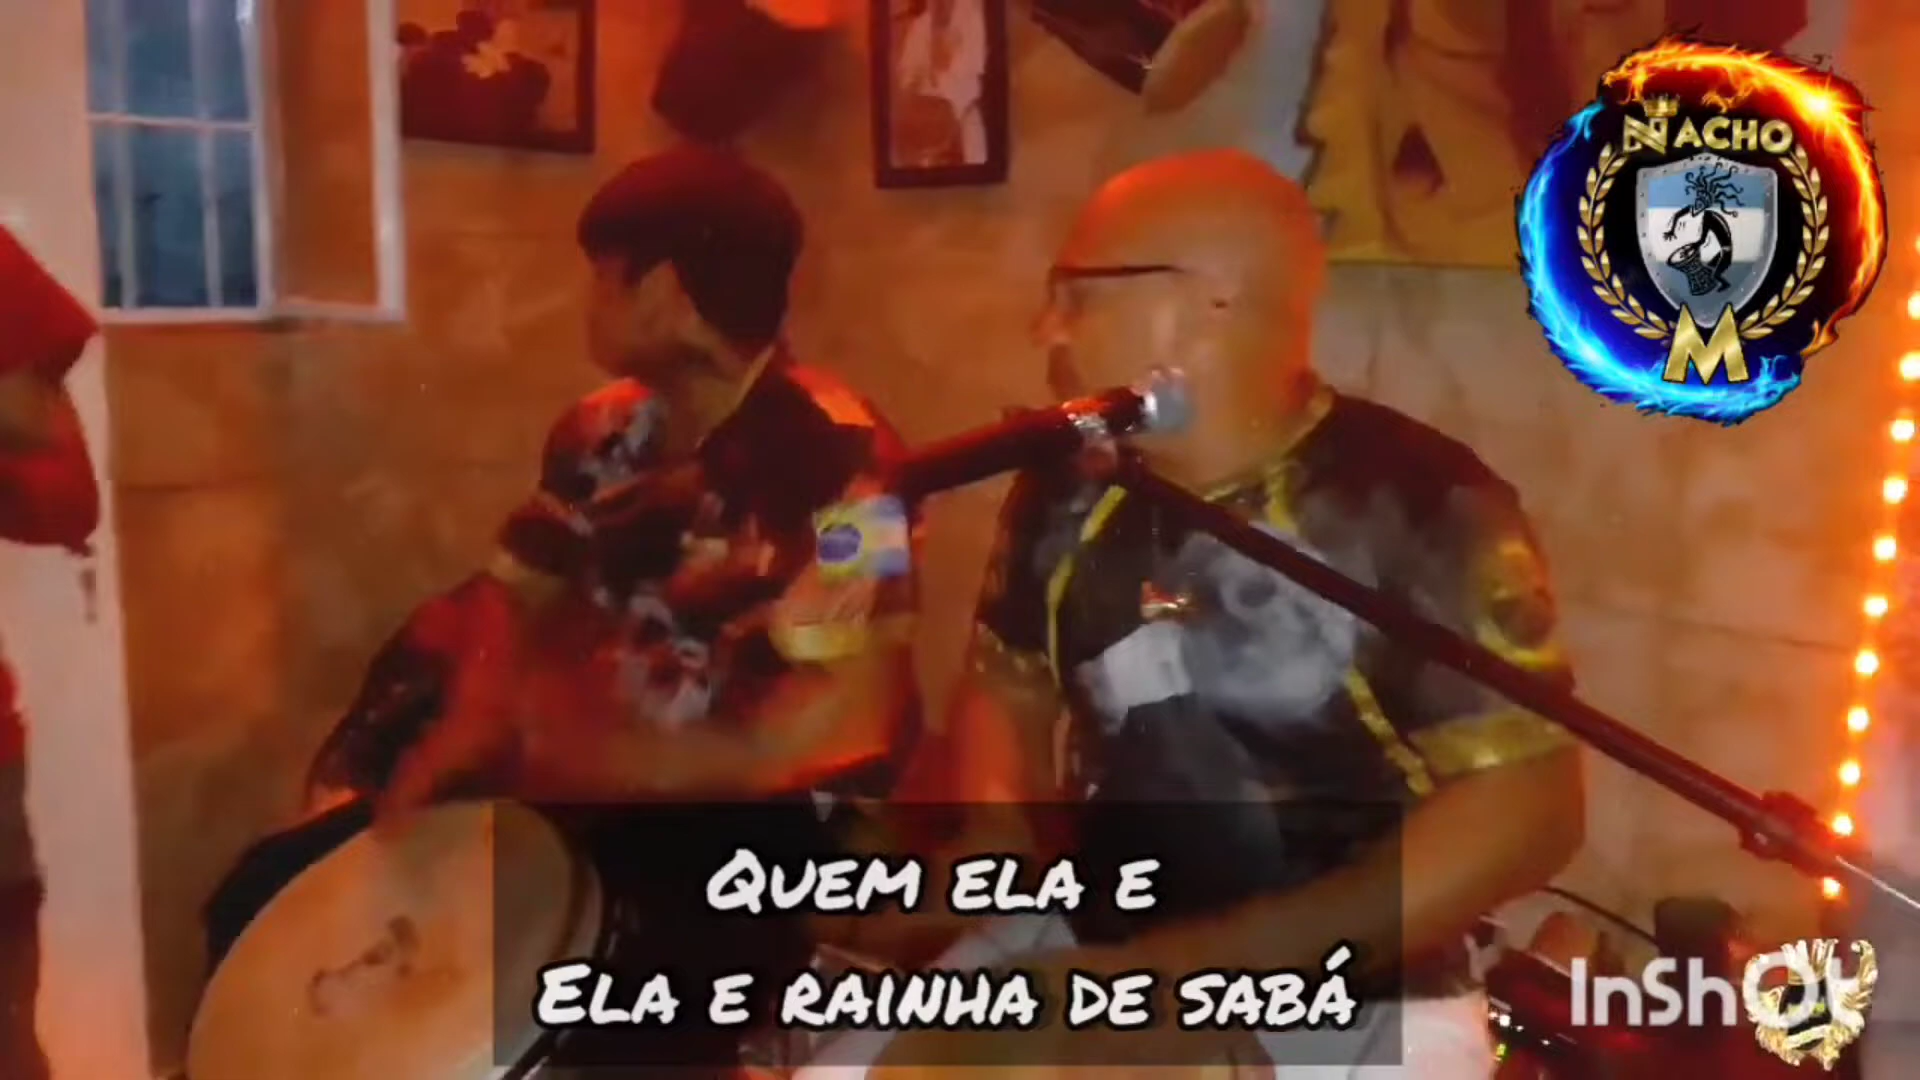 NACHO
M
QUEM ELA E
ELA E RAINHA DE SABÁ
InShOt